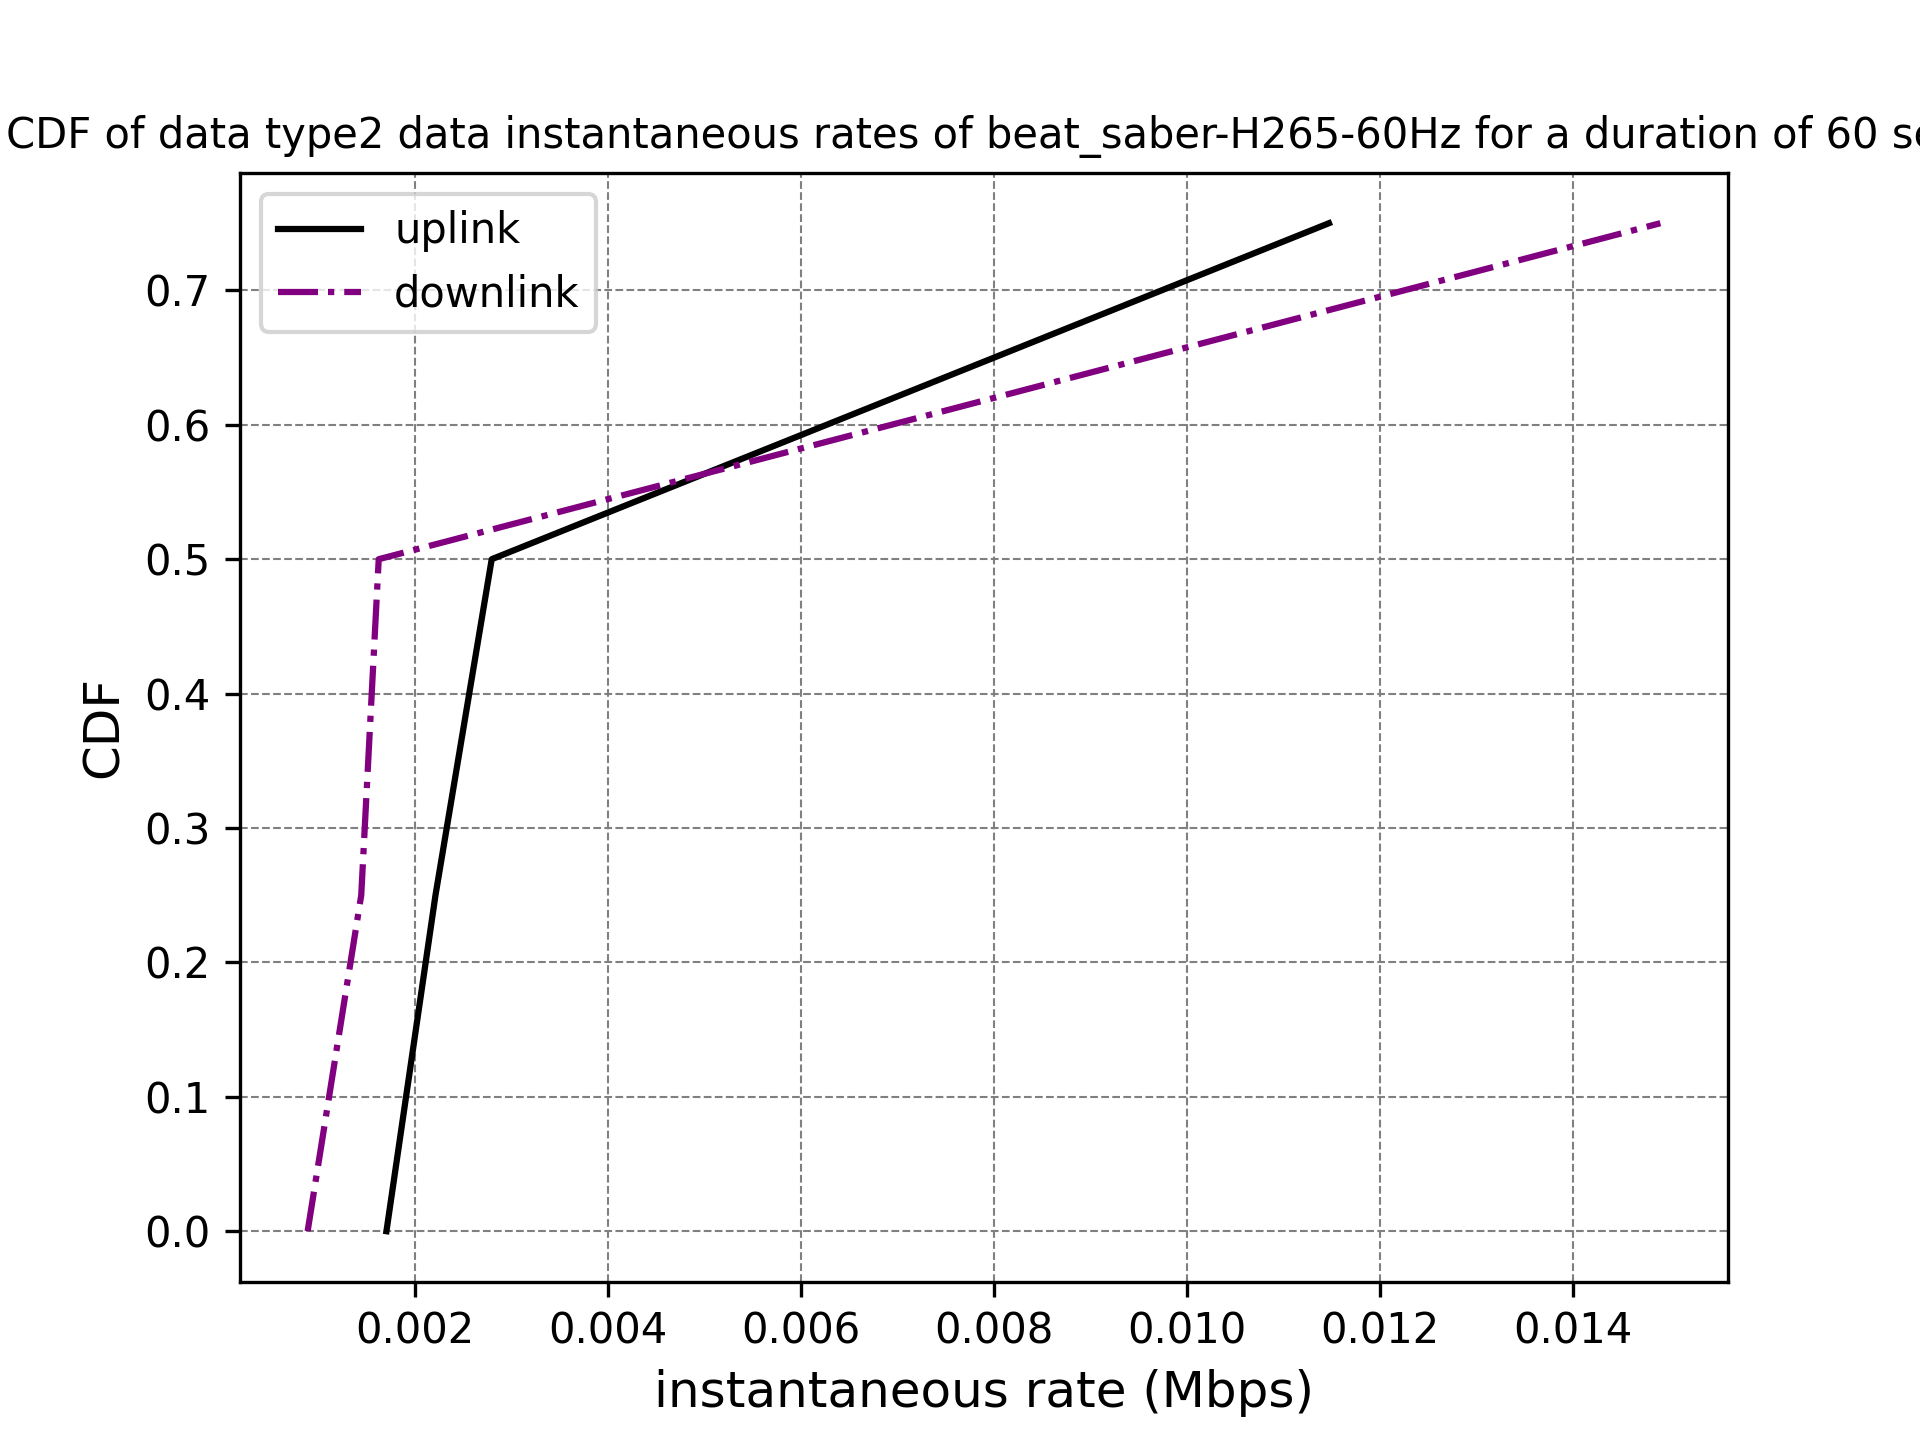 CDF of data type2 data instantaneous rates of beat_saber-H265-60Hz for a duration of 60 se
uplink
downlink
0.7
0.6
0.5
0.4
0.3
0.2
0.1
0.0
CDF
0.002 0.004 0.006 0.008 0.010 0.012 0.014
instantaneous rate (Mbps)